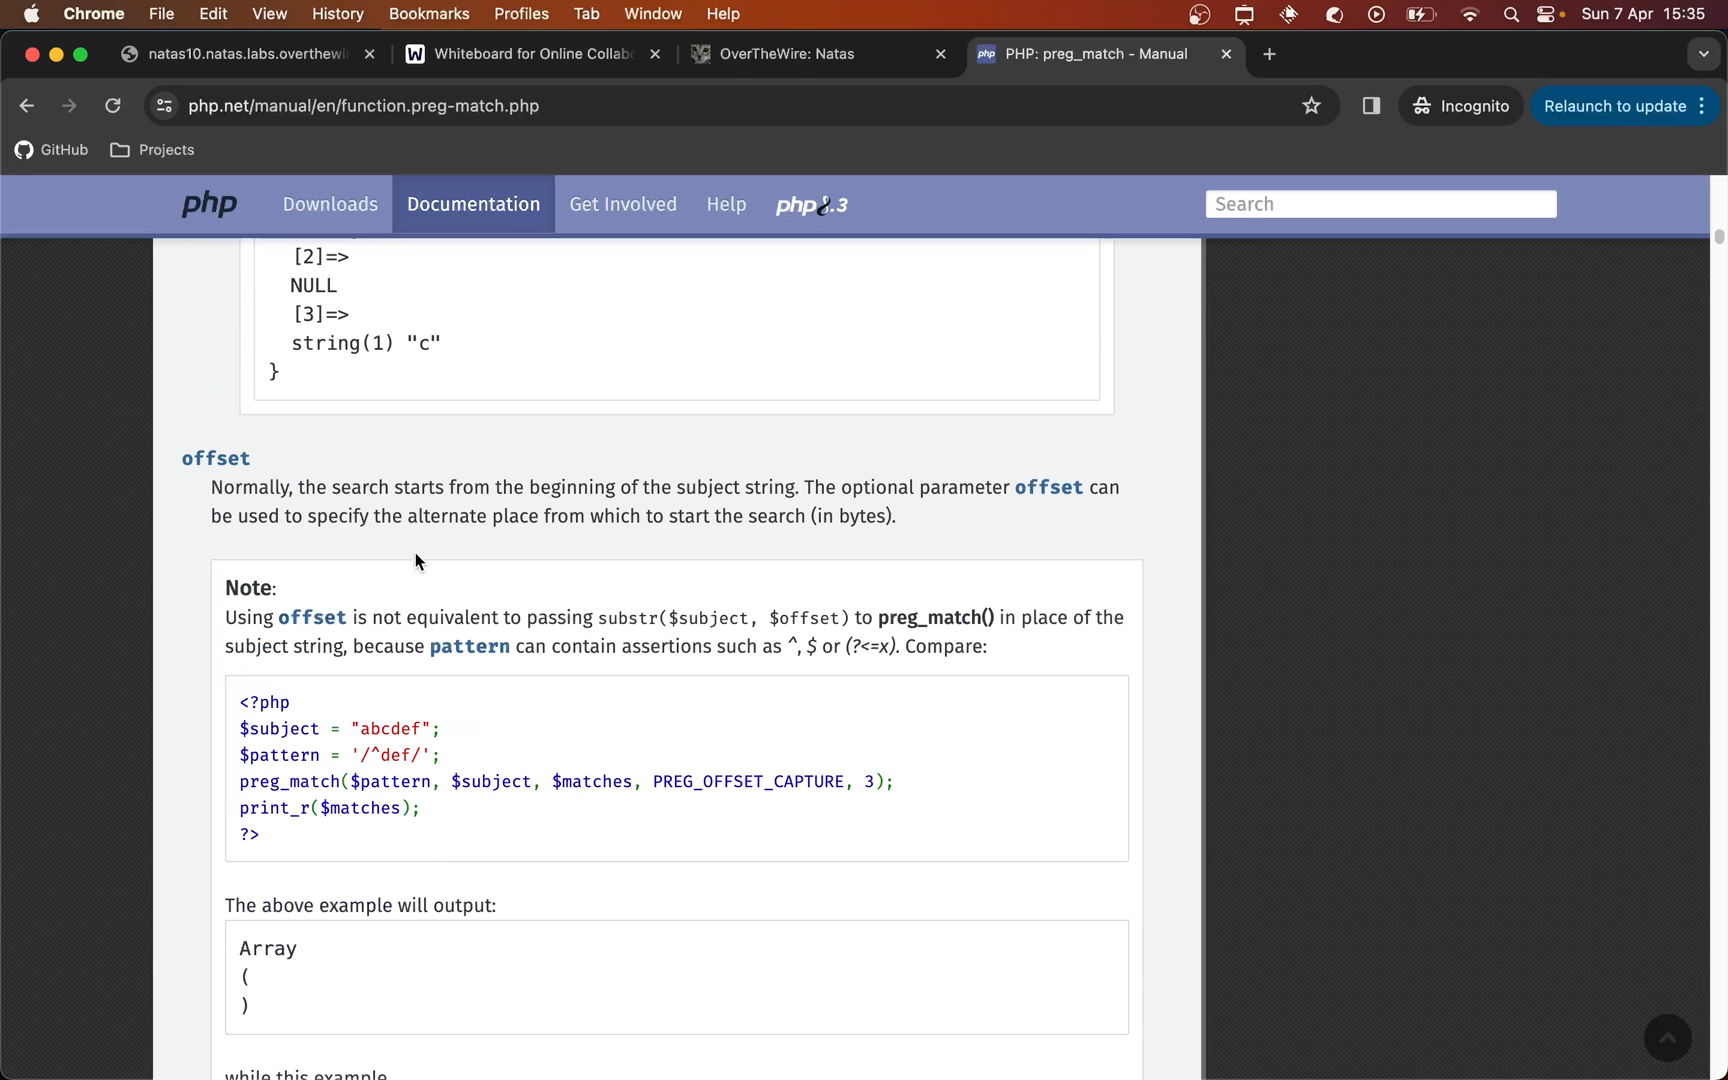 Chrome File Edit View History Bookmarks Profiles Tab Window Help Sun 7 Apr 15:35
natas10.natas.labs.overthewi Whiteboard for Online Collab OverTheWire: Natas php PHP: preg_match - Manual
php.net/manual/en/function.preg-match.php Incognito Relaunch to update
GitHub Projects
php Downloads Documentation Get Involved Help php8.3 Search
[2]=>
NULL
[3]=>
string(1) "c"
}
offset
Normally, the search starts from the beginning of the subject string. The optional parameter offset can
be used to specify the alternate place from which to start the search (in bytes).
Note:
Using offset is not equivalent to passing substr($subject, $offset) to preg_match() in place of the
subject string, because pattern can contain assertions such as ^, $ or (?<=x). Compare:
<?php
$subject = "abcdef";
$pattern = '/^def/';
preg_match($pattern, $subject, $matches, PREG_OFFSET_CAPTURE, 3);
print_r($matches);
?>
The above example will output:
Array
(
)
while this example